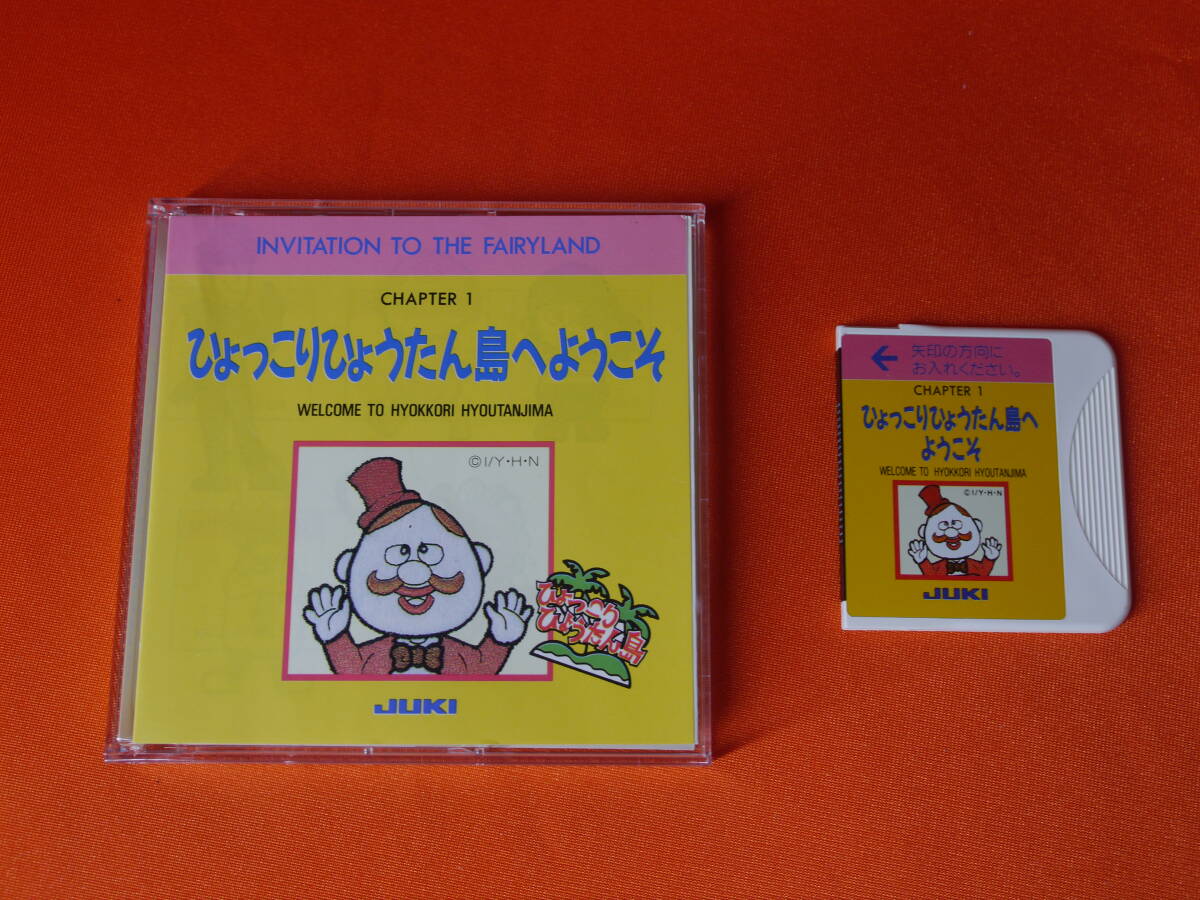 INVITATION TO THE FAIRYLAND
CHAPTER 1
ひょっこりひょうたん島へようこそ
WELCOME TO HYOKKORI HYOUTANJIMA
©I/Y・H・N
ひょっこり
ひょうたん島
JUKI
矢印の方向に
お入れください。
CHAPTER 1
ひょっこりひょうたん島へ
ようこそ
WELCOME TO HYOKKORI HYOUTANJIMA
©I/Y・H・N
JUKI